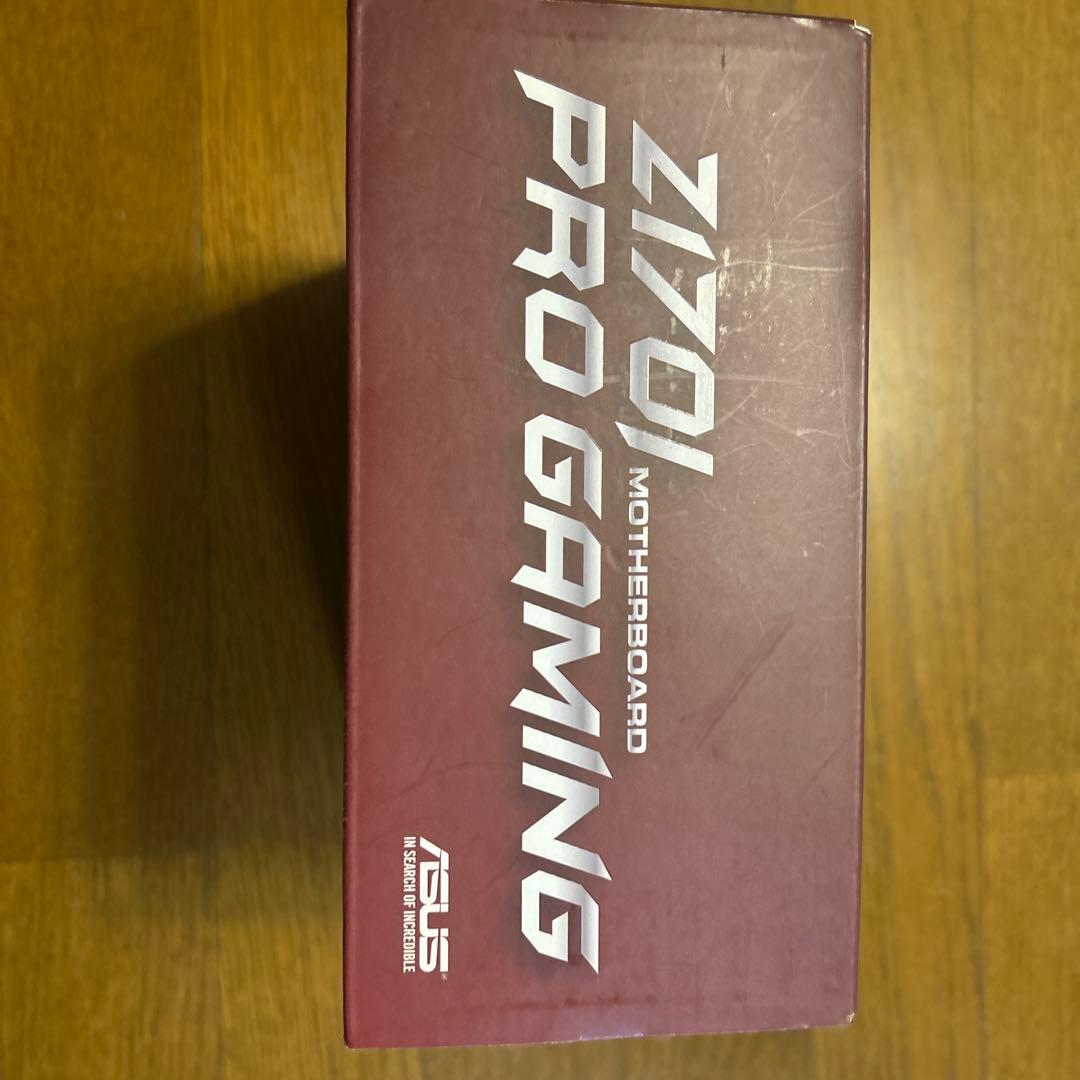 Z170I MOTHERBOARD
PRO GAMING
ASUS
IN SEARCH OF INCREDIBLE